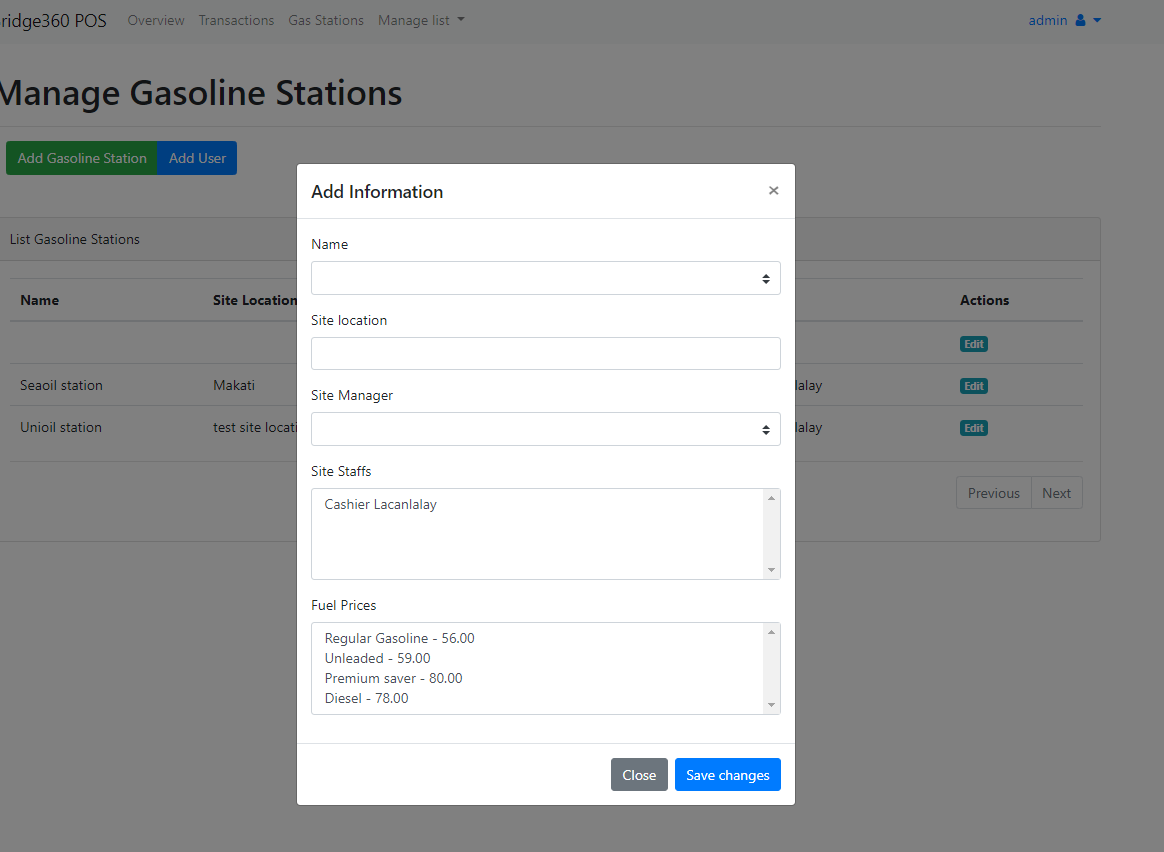 ridge360 POS Overview Transactions Gas Stations Manage list admin
Manage Gasoline Stations
Add Gasoline Station Add User
List Gasoline Stations
Name Site Location Actions
Edit
Seaoil station Makati lalay Edit
Unioil station test site locati lalay Edit
Previous Next
Add Information ×
Name
Site location
Site Manager
Site Staffs
Cashier Lacanlalay
Fuel Prices
Regular Gasoline - 56.00
Unleaded - 59.00
Premium saver - 80.00
Diesel - 78.00
Close Save changes